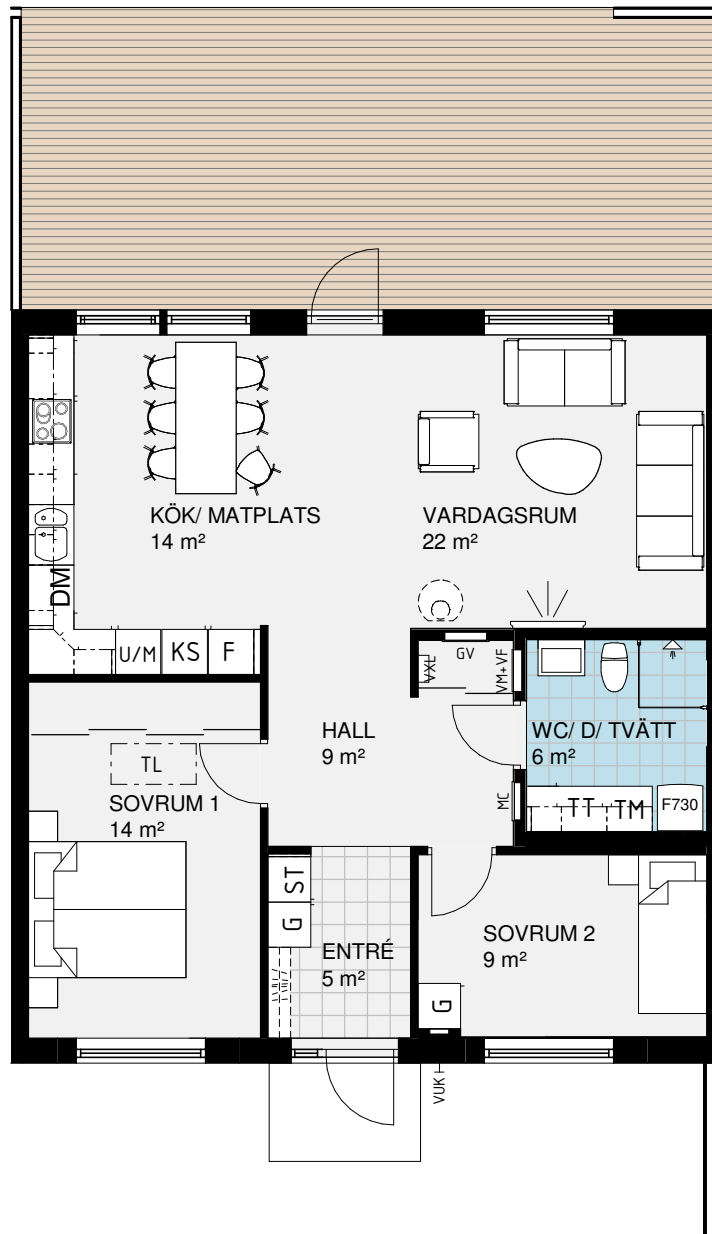 KÖK/ MATPLATS
14 m²
VARDAGSRUM
22 m²
DM
U/M
KS
F
VXL
GV
VM+VF
HALL
9 m²
WC/ D/ TVÄTT
6 m²
TL
SOVRUM 1
14 m²
MC
TT
TM
F730
ST
G
ENTRÉ
5 m²
SOVRUM 2
9 m²
G
VUK